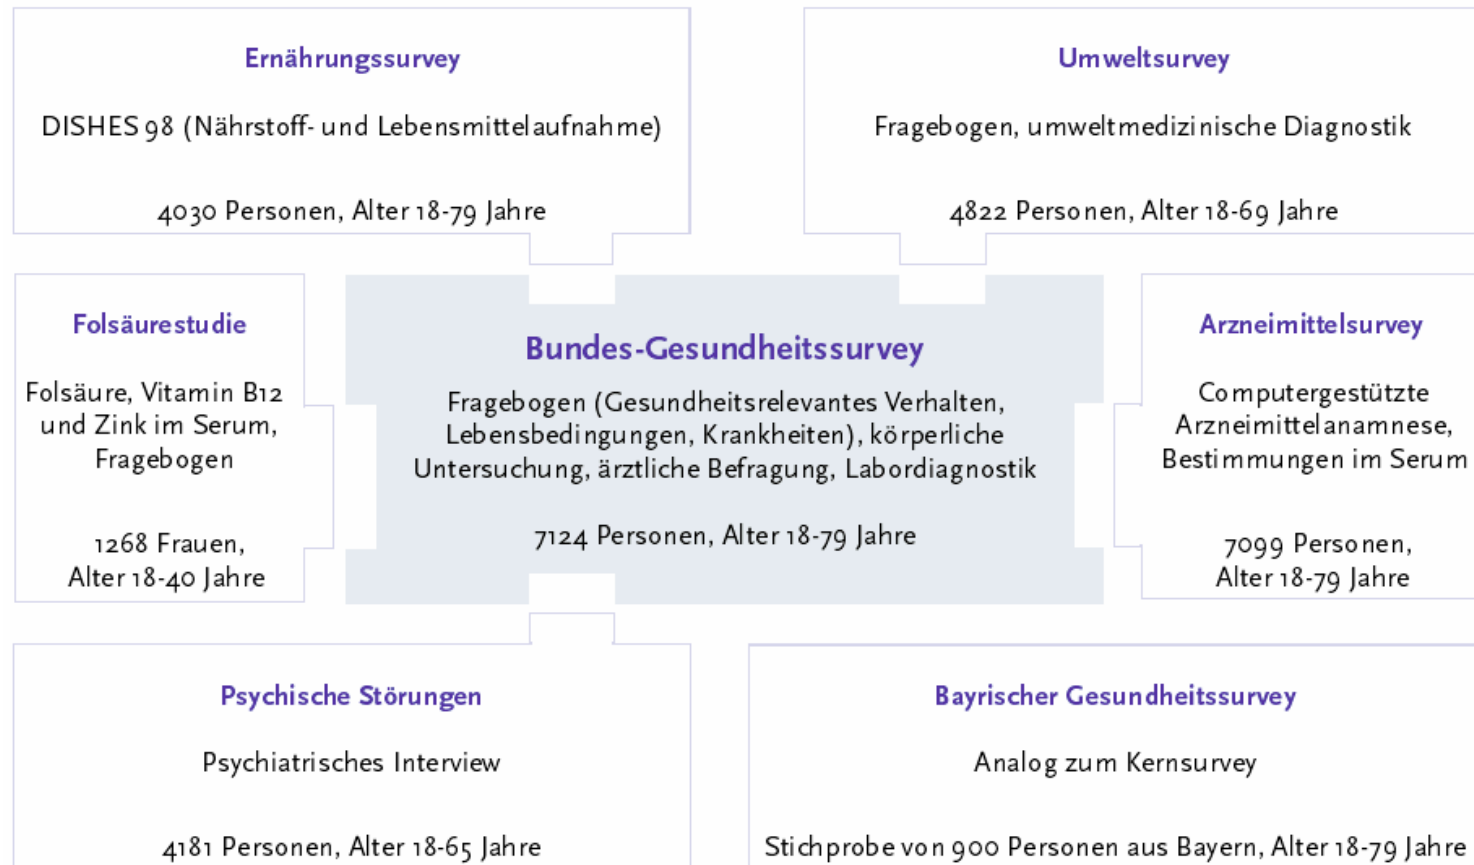 Ernährungssurvey
DISHES 98 (Nährstoff- und Lebensmittelaufnahme)
4030 Personen, Alter 18-79 Jahre
Umweltsurvey
Fragebogen, umweltmedizinische Diagnostik
4822 Personen, Alter 18-69 Jahre
Folsäurestudie
Folsäure, Vitamin B12
und Zink im Serum,
Fragebogen
1268 Frauen,
Alter 18-40 Jahre
Bundes-Gesundheitssurvey
Fragebogen (Gesundheitsrelevantes Verhalten,
Lebensbedingungen, Krankheiten), körperliche
Untersuchung, ärztliche Befragung, Labordiagnostik
7124 Personen, Alter 18-79 Jahre
Arzneimittelsurvey
Computergestützte
Arzneimittelanamnese,
Bestimmungen im Serum
7099 Personen,
Alter 18-79 Jahre
Psychische Störungen
Psychiatrisches Interview
4181 Personen, Alter 18-65 Jahre
Bayrischer Gesundheitssurvey
Analog zum Kernsurvey
Stichprobe von 900 Personen aus Bayern, Alter 18-79 Jahre